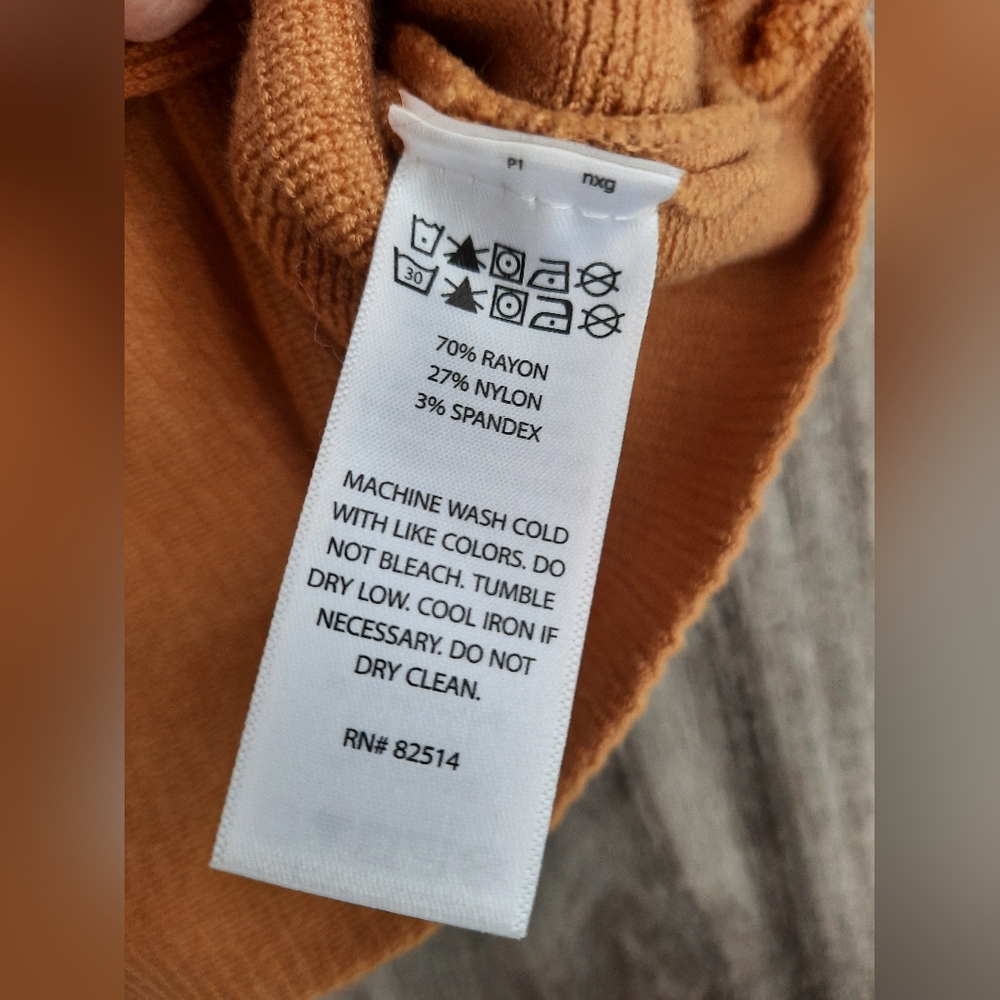 P1 nxg
30
70% RAYON
27% NYLON
3% SPANDEX
MACHINE WASH COLD
WITH LIKE COLORS. DO
NOT BLEACH. TUMBLE
DRY LOW. COOL IRON IF
NECESSARY. DO NOT
DRY CLEAN.
RN# 82514